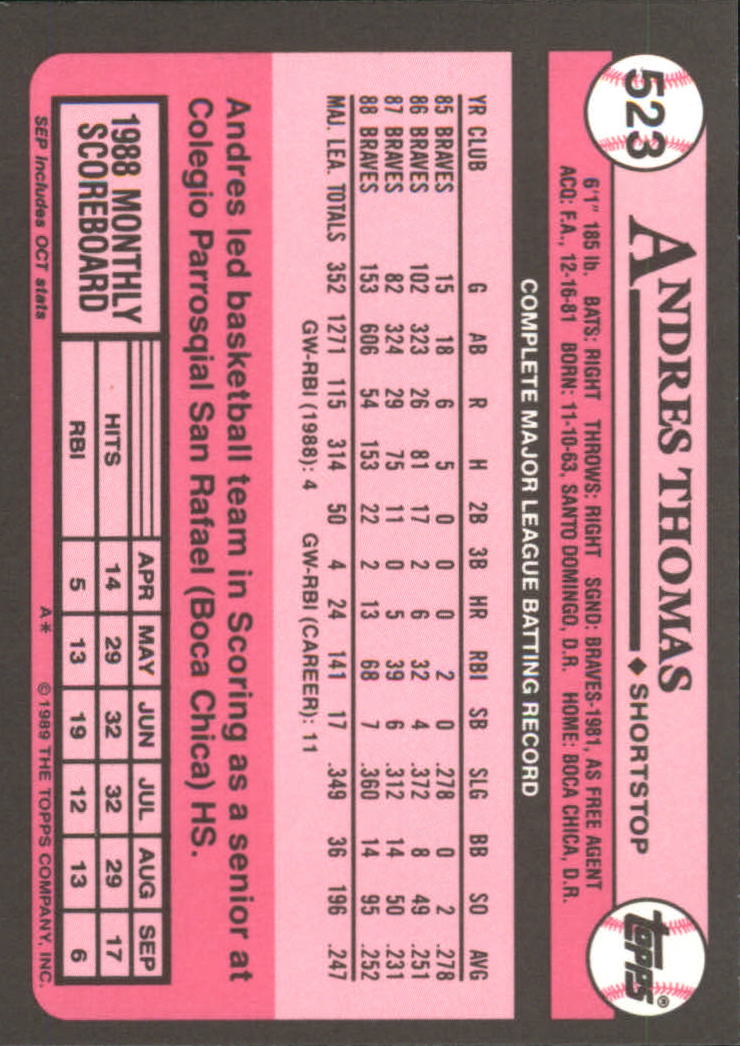 523
ANDRES THOMAS ◆ SHORTSTOP
Topps®
6'1" 185 lb. BATS: RIGHT THROWS: RIGHT SGND: BRAVES-1981, AS FREE AGENT
ACQ: F.A., 12-16-81 BORN: 11-10-63, SANTO DOMINGO, D.R. HOME: BOCA CHICA, D.R.
COMPLETE MAJOR LEAGUE BATTING RECORD
YR CLUB G AB R H 2B 3B HR RBI SB SLG BB SO AVG
85 BRAVES 15 18 6 5 0 0 0 2 0 .278 0 2 .278
86 BRAVES 102 323 26 81 17 2 6 32 4 .372 8 49 .251
87 BRAVES 82 324 29 75 11 0 5 39 6 .312 14 50 .231
88 BRAVES 153 606 54 153 22 2 13 68 7 .360 14 95 .252
MAJ. LEA. TOTALS 352 1271 115 314 50 4 24 141 17 .349 36 196 .247
GW-RBI (1988): 4 GW-RBI (CAREER): 11
Andres led basketball team in Scoring as a senior at
Colegio Parrosqial San Rafael (Boca Chica) HS.
1988 MONTHLY
SCOREBOARD
APR MAY JUN JUL AUG SEP
HITS 14 29 32 32 29 17
RBI 5 13 19 12 13 6
SEP includes OCT stats
A* ©1989 THE TOPPS COMPANY, INC.